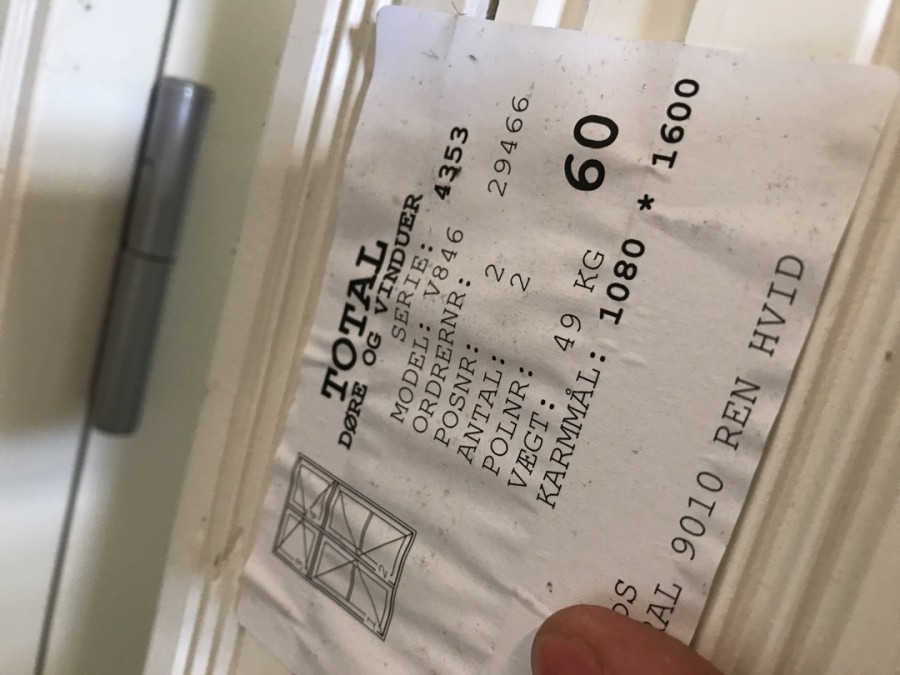 TOTAL
DØRE OG VINDUER
SERIE: 4353
MODEL: V846
ORDRERNR: 29466
POSNR: 2
ANTAL: 2
POLNR: 60
VÆGT: 49 KG
KARMMÅL: 1080 * 1600
RAL 9010 REN HVID